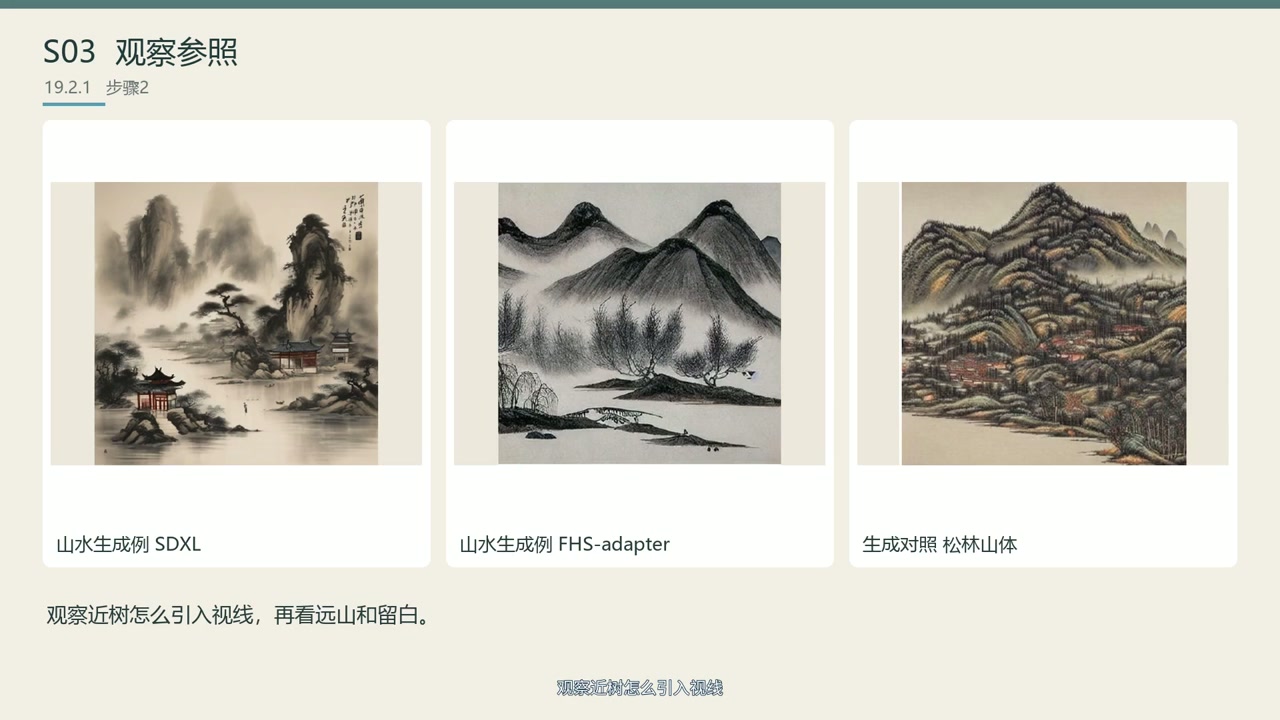 S03 观察参照
19.2.1 步骤2
山水生成例 SDXL
山水生成例 FHS-adapter
生成对照 松林山体
观察近树怎么引入视线，再看远山和留白。
观察近树怎么引入视线